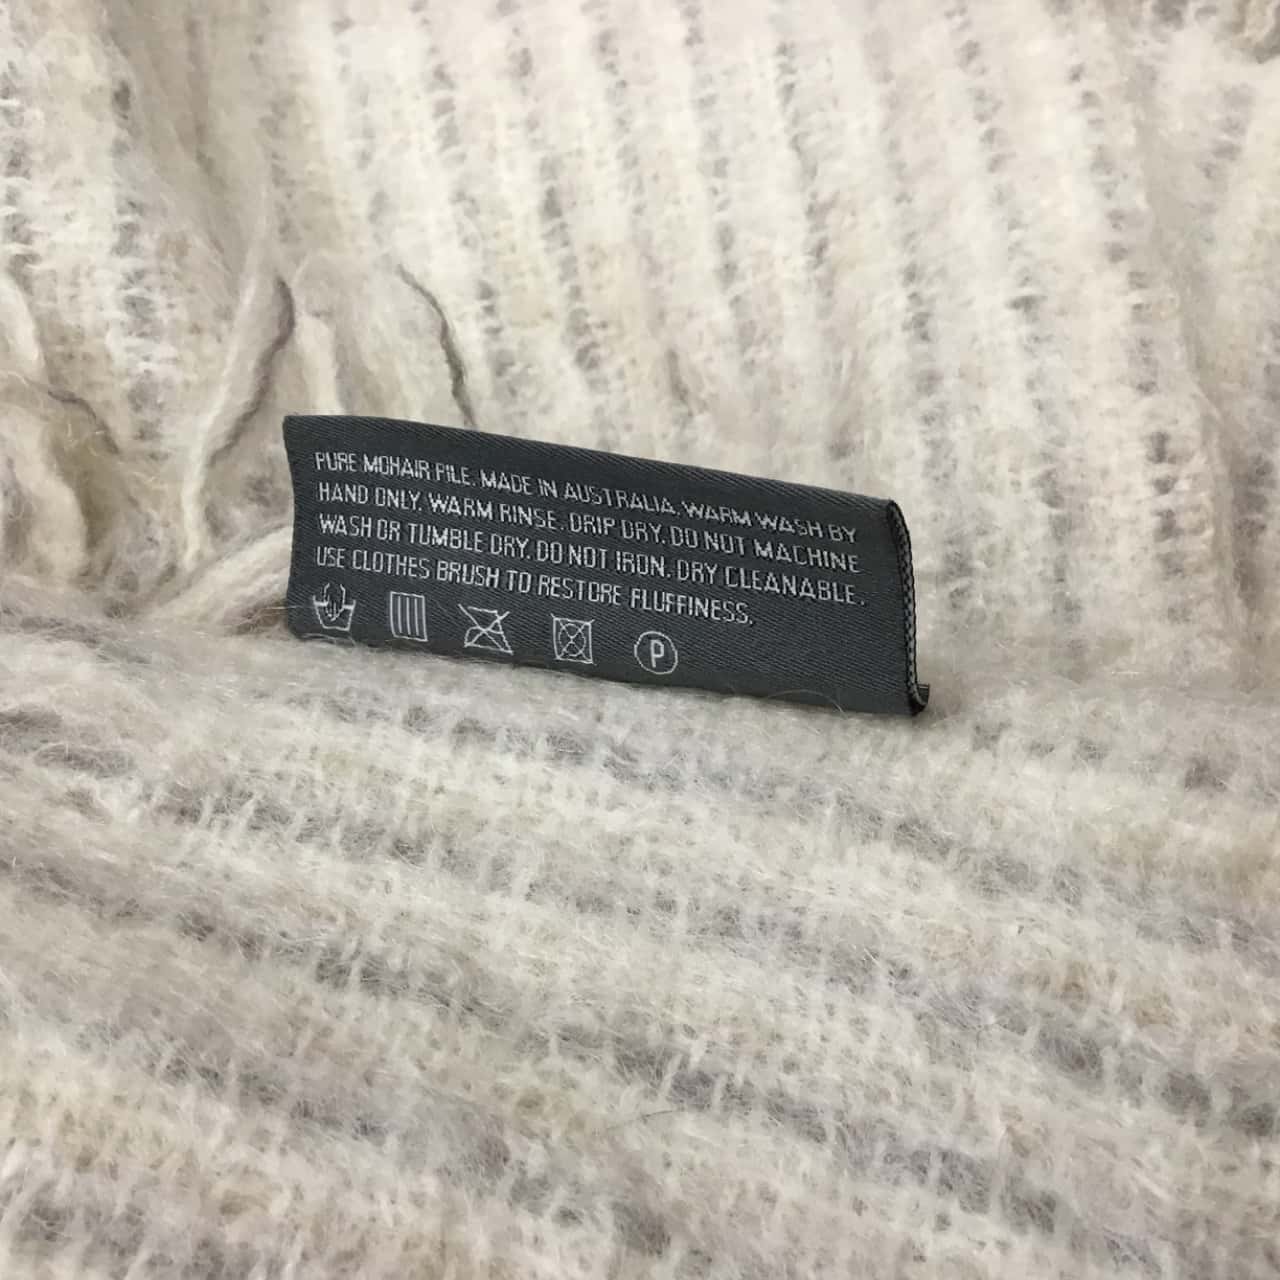 PURE MOHAIR PILE. MADE IN AUSTRALIA. WARM WASH BY
HAND ONLY. WARM RINSE. DRIP DRY. DO NOT MACHINE
WASH OR TUMBLE DRY. DO NOT IRON. DRY CLEANABLE.
USE CLOTHES BRUSH TO RESTORE FLUFFINESS.
P